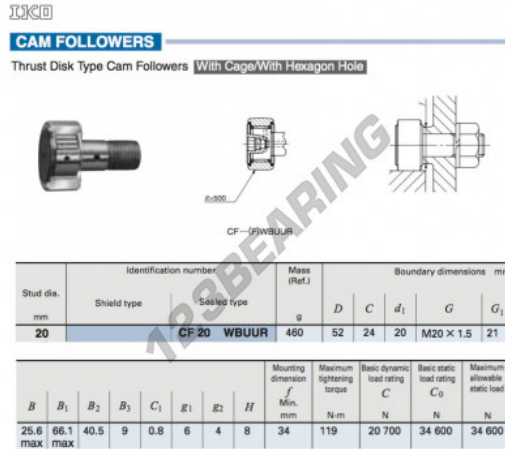 IKO
CAM FOLLOWERS
Thrust Disk Type Cam Followers With Cage/With Hexagon Hole
R=500
CF…(F)WBUUR
123BEARING
Stud dia. mm Identification number Mass (Ref.) g Boundary dimensions mm
Shield type Sealed type D C d1 G G1
20 CF 20 WBUUR 460 52 24 20 M20 × 1.5 21
B B1 B2 B3 C1 g1 g2 H Mounting dimension f Min. mm Maximum tightening torque N·m Basic dynamic load rating C N Basic static load rating C0 N Maximum allowable static load N
25.6 max 66.1 max 40.5 9 0.8 6 4 8 34 119 20 700 34 600 34 600